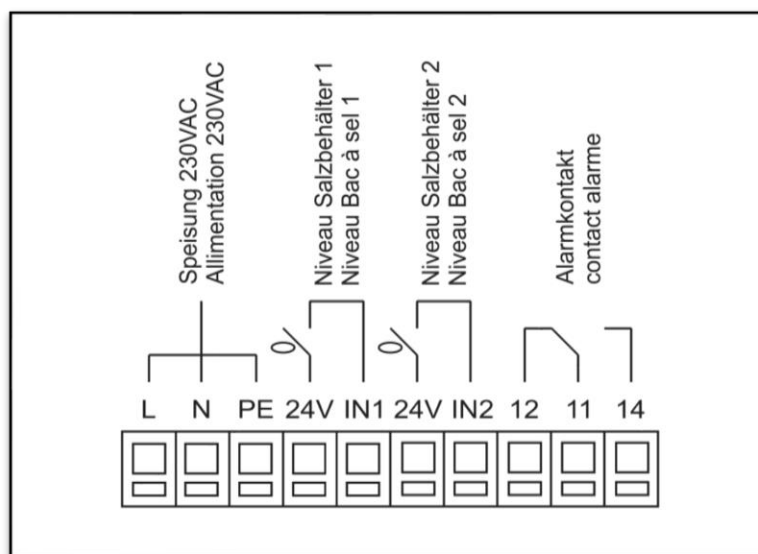 Speisung 230VAC
Allimentation 230VAC
Niveau Salzbehälter 1
Niveau Bac à sel 1
Niveau Salzbehälter 2
Niveau Bac à sel 2
Alarmkontakt
contact alarme
L N PE 24V IN1 24V IN2 12 11 14